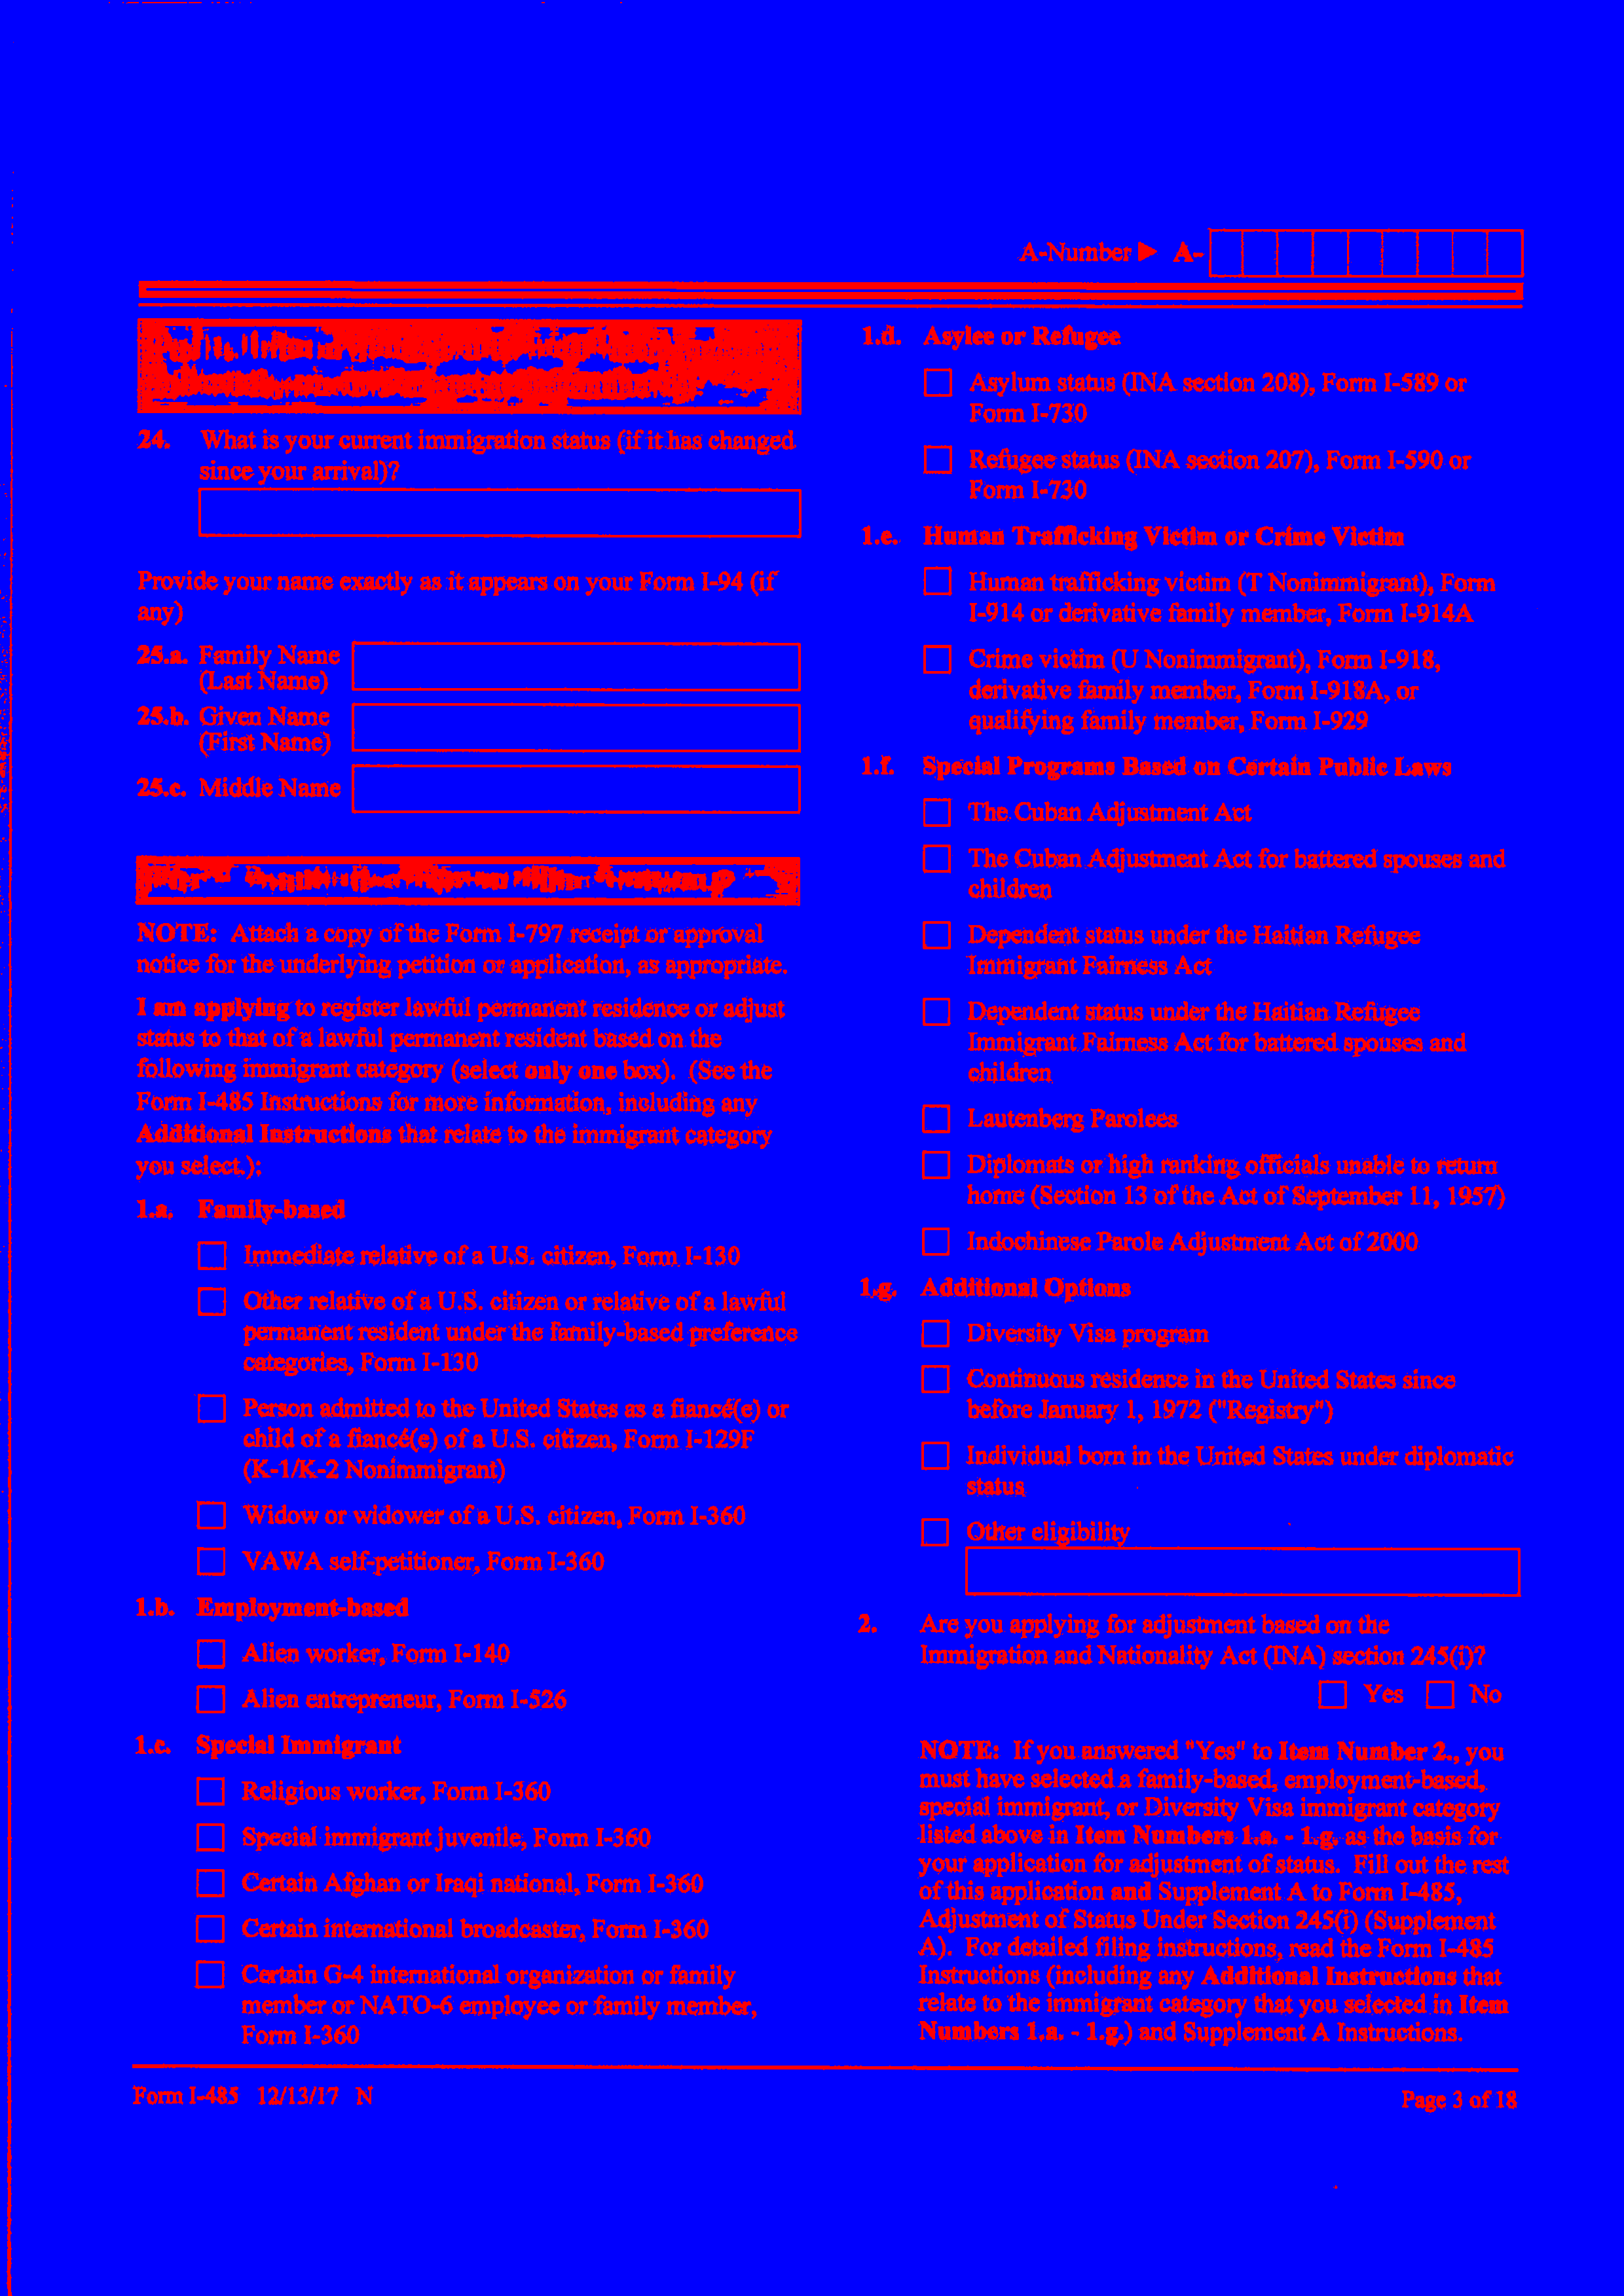 A-Number ► A-
24. What is your current immigration status (if it has changed
since your arrival)?
Provide your name exactly as it appears on your Form I-94 (if
any)
25.a. Family Name
(Last Name)
25.b. Given Name
(First Name)
25.c. Middle Name
NOTE: Attach a copy of the Form I-797 receipt or approval
notice for the underlying petition or application, as appropriate.
I am applying to register lawful permanent residence or adjust
status to that of a lawful permanent resident based on the
following immigrant category (select only one box). (See the
Form I-485 Instructions for more information, including any
Additional Instructions that relate to the immigrant category
you select.):
1.a. Family-based
Immediate relative of a U.S. citizen, Form I-130
Other relative of a U.S. citizen or relative of a lawful
permanent resident under the family-based preference
categories, Form I-130
Person admitted to the United States as a fiancé(e) or
child of a fiancé(e) of a U.S. citizen, Form I-129F
(K-1/K-2 Nonimmigrant)
Widow or widower of a U.S. citizen, Form I-360
VAWA self-petitioner, Form I-360
1.b. Employment-based
Alien worker, Form I-140
Alien entrepreneur, Form I-526
1.c. Special Immigrant
Religious worker, Form I-360
Special immigrant juvenile, Form I-360
Certain Afghan or Iraqi national, Form I-360
Certain international broadcaster, Form I-360
Certain G-4 international organization or family
member or NATO-6 employee or family member,
Form I-360
1.d. Asylee or Refugee
Asylum status (INA section 208), Form I-589 or
Form I-730
Refugee status (INA section 207), Form I-590 or
Form I-730
1.e. Human Trafficking Victim or Crime Victim
Human trafficking victim (T Nonimmigrant), Form
I-914 or derivative family member, Form I-914A
Crime victim (U Nonimmigrant), Form I-918,
derivative family member, Form I-918A, or
qualifying family member, Form I-929
1.f. Special Programs Based on Certain Public Laws
The Cuban Adjustment Act
The Cuban Adjustment Act for battered spouses and
children
Dependent status under the Haitian Refugee
Immigrant Fairness Act
Dependent status under the Haitian Refugee
Immigrant Fairness Act for battered spouses and
children
Lautenberg Parolees
Diplomats or high ranking officials unable to return
home (Section 13 of the Act of September 11, 1957)
Indochinese Parole Adjustment Act of 2000
1.g. Additional Options
Diversity Visa program
Continuous residence in the United States since
before January 1, 1972 ("Registry")
Individual born in the United States under diplomatic
status
Other eligibility
2. Are you applying for adjustment based on the
Immigration and Nationality Act (INA) section 245(i)?
Yes No
NOTE: If you answered "Yes" to Item Number 2., you
must have selected a family-based, employment-based,
special immigrant, or Diversity Visa immigrant category
listed above in Item Numbers 1.a. - 1.g. as the basis for
your application for adjustment of status. Fill out the rest
of this application and Supplement A to Form I-485,
Adjustment of Status Under Section 245(i) (Supplement
A). For detailed filing instructions, read the Form I-485
Instructions (including any Additional Instructions that
relate to the immigrant category that you selected in Item
Numbers 1.a. - 1.g.) and Supplement A Instructions.
Form I-485 12/13/17 N
Page 3 of 18